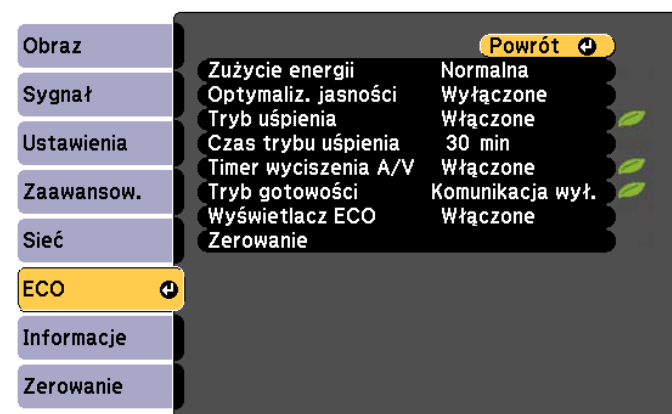 Obraz
Sygnał
Ustawienia
Zaawansow.
Sieć
ECO
Informacje
Zerowanie
Powrót
Zużycie energii Normalna
Optymaliz. jasności Wyłączone
Tryb uśpienia Włączone
Czas trybu uśpienia 30 min
Timer wyciszenia A/V Włączone
Tryb gotowości Komunikacja wył.
Wyświetlacz ECO Włączone
Zerowanie